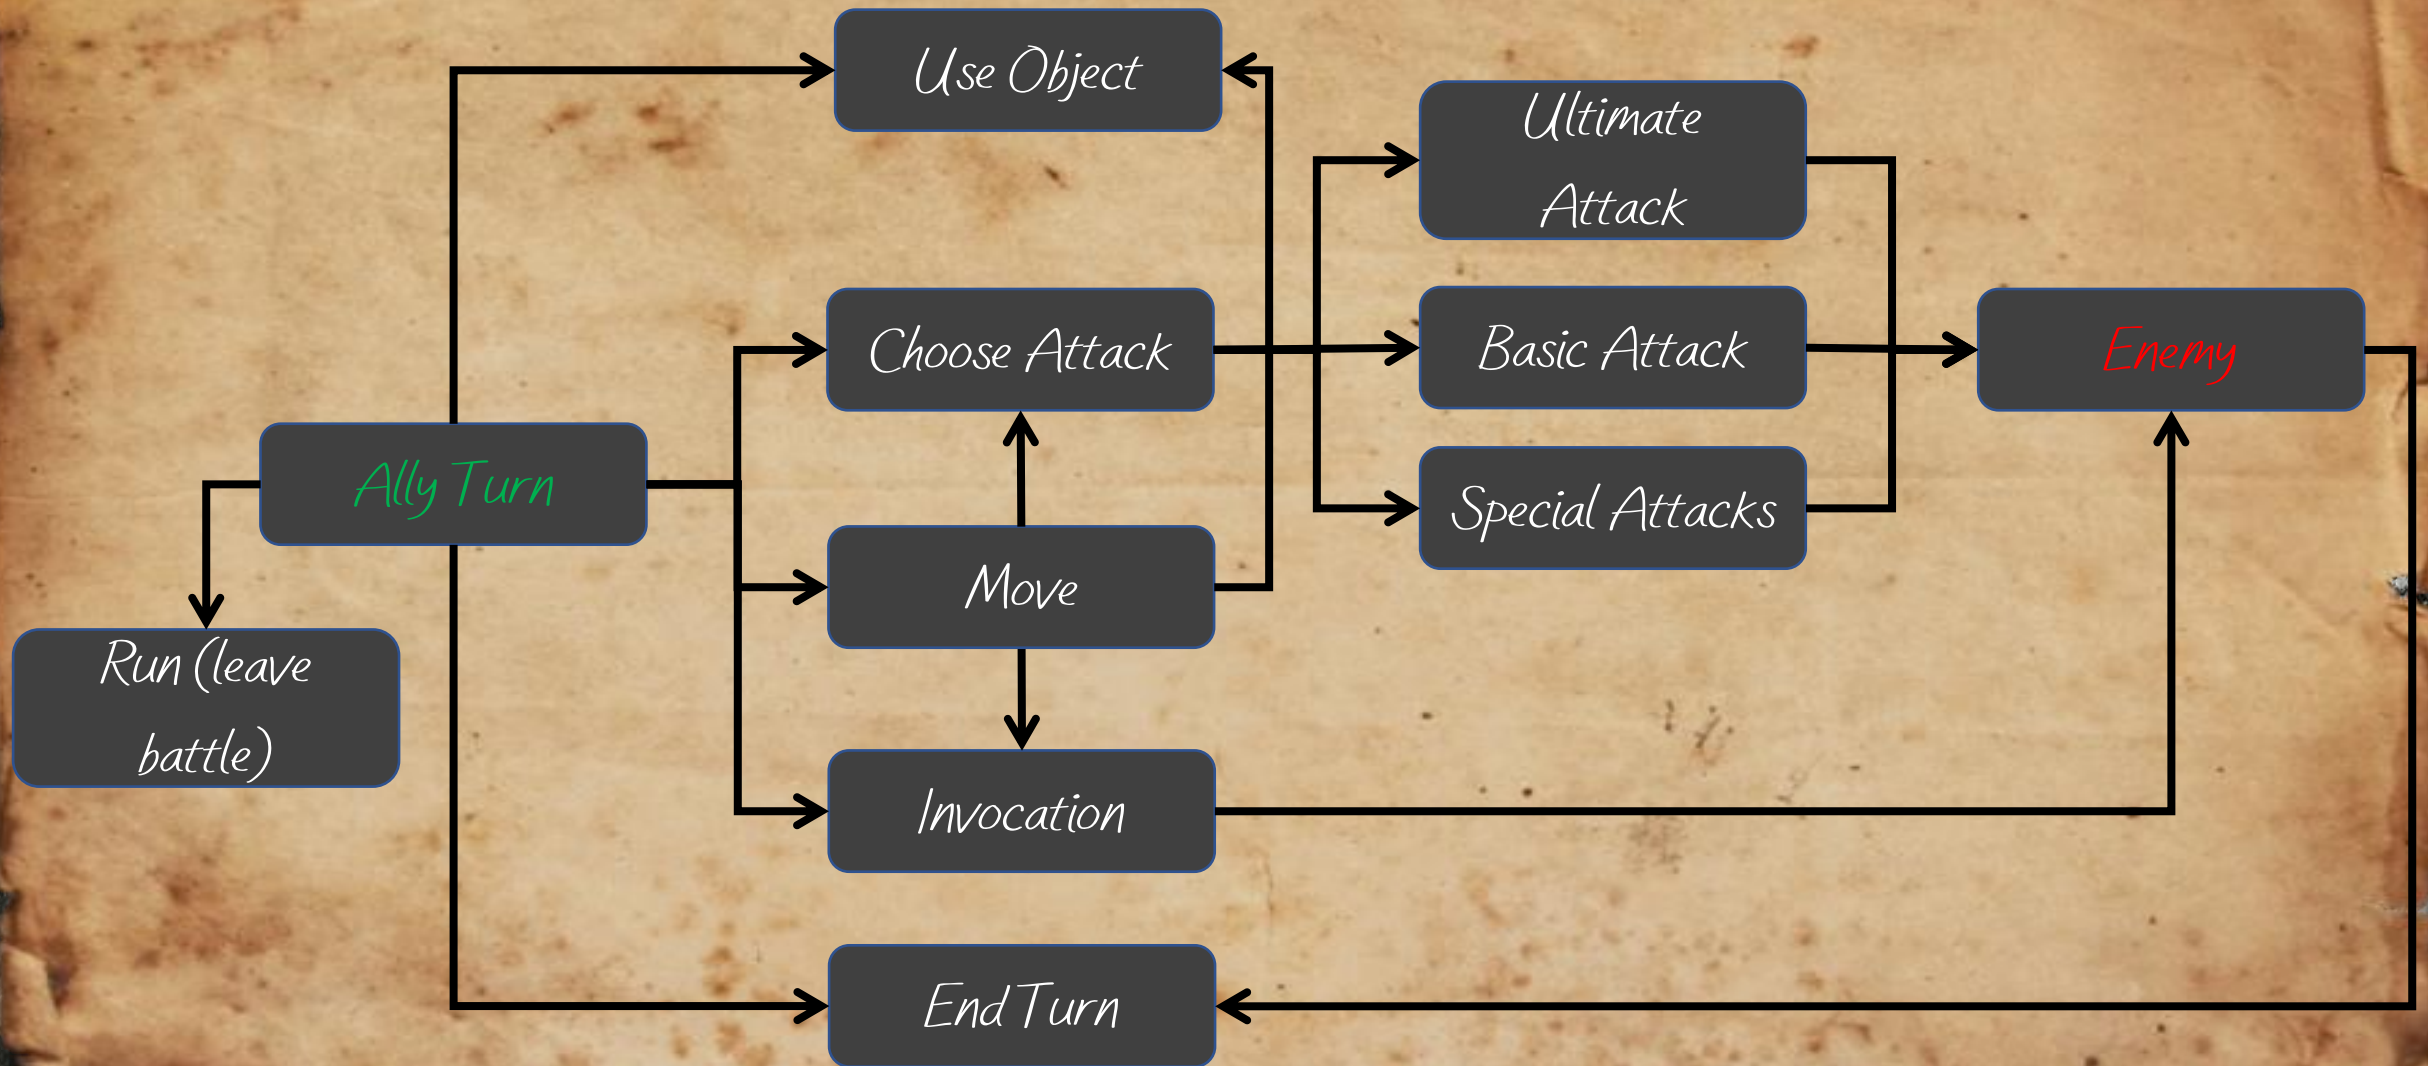 Use Object
Ultimate
Attack
Choose Attack
Basic Attack
Enemy
Ally Turn
Special Attacks
Move
Run (leave
battle)
Invocation
End Turn